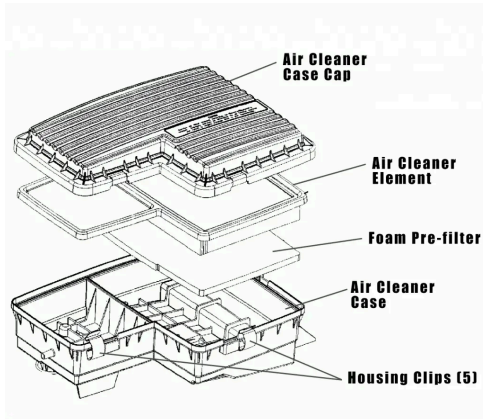 Air Cleaner
Case Cap
Air Cleaner
Element
Foam Pre-filter
Air Cleaner
Case
Housing Clips (5)